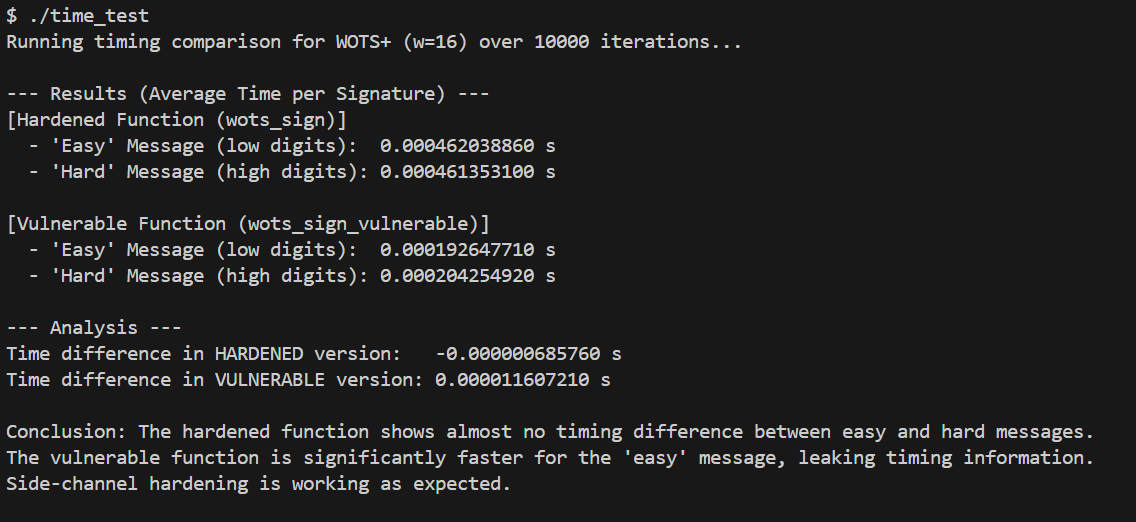 $ ./time_test
Running timing comparison for WOTS+ (w=16) over 10000 iterations...
--- Results (Average Time per Signature) ---
[Hardened Function (wots_sign)]
- 'Easy' Message (low digits): 0.000462038860 s
- 'Hard' Message (high digits): 0.000461353100 s
[Vulnerable Function (wots_sign_vulnerable)]
- 'Easy' Message (low digits): 0.000192647710 s
- 'Hard' Message (high digits): 0.000204254920 s
--- Analysis ---
Time difference in HARDENED version: -0.000000685760 s
Time difference in VULNERABLE version: 0.000011607210 s
Conclusion: The hardened function shows almost no timing difference between easy and hard messages.
The vulnerable function is significantly faster for the 'easy' message, leaking timing information.
Side-channel hardening is working as expected.